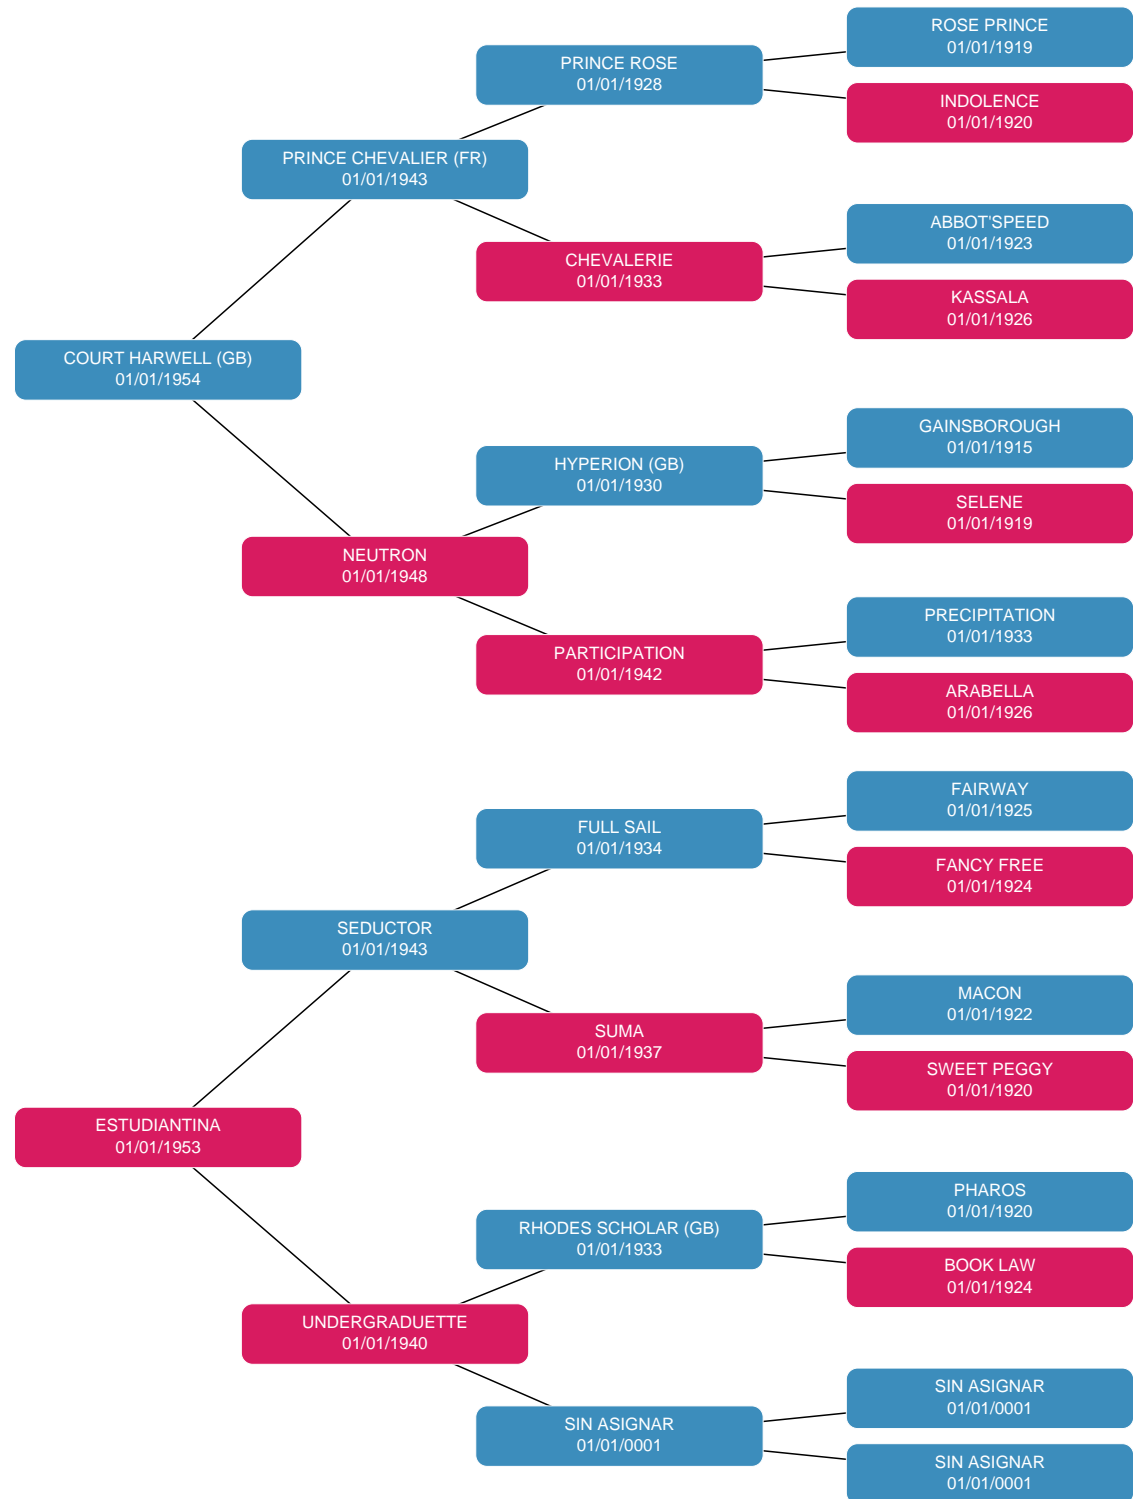 ROSE PRINCE
01/01/1919
PRINCE ROSE
01/01/1928
INDOLENCE
01/01/1920
PRINCE CHEVALIER (FR)
01/01/1943
ABBOT'SPEED
01/01/1923
CHEVALERIE
01/01/1933
KASSALA
01/01/1926
COURT HARWELL (GB)
01/01/1954
GAINSBOROUGH
01/01/1915
HYPERION (GB)
01/01/1930
SELENE
01/01/1919
NEUTRON
01/01/1948
PRECIPITATION
01/01/1933
PARTICIPATION
01/01/1942
ARABELLA
01/01/1926
FAIRWAY
01/01/1925
FULL SAIL
01/01/1934
FANCY FREE
01/01/1924
SEDUCTOR
01/01/1943
MACON
01/01/1922
SUMA
01/01/1937
SWEET PEGGY
01/01/1920
ESTUDIANTINA
01/01/1953
PHAROS
01/01/1920
RHODES SCHOLAR (GB)
01/01/1933
BOOK LAW
01/01/1924
UNDERGRADUETTE
01/01/1940
SIN ASIGNAR
01/01/0001
SIN ASIGNAR
01/01/0001
SIN ASIGNAR
01/01/0001